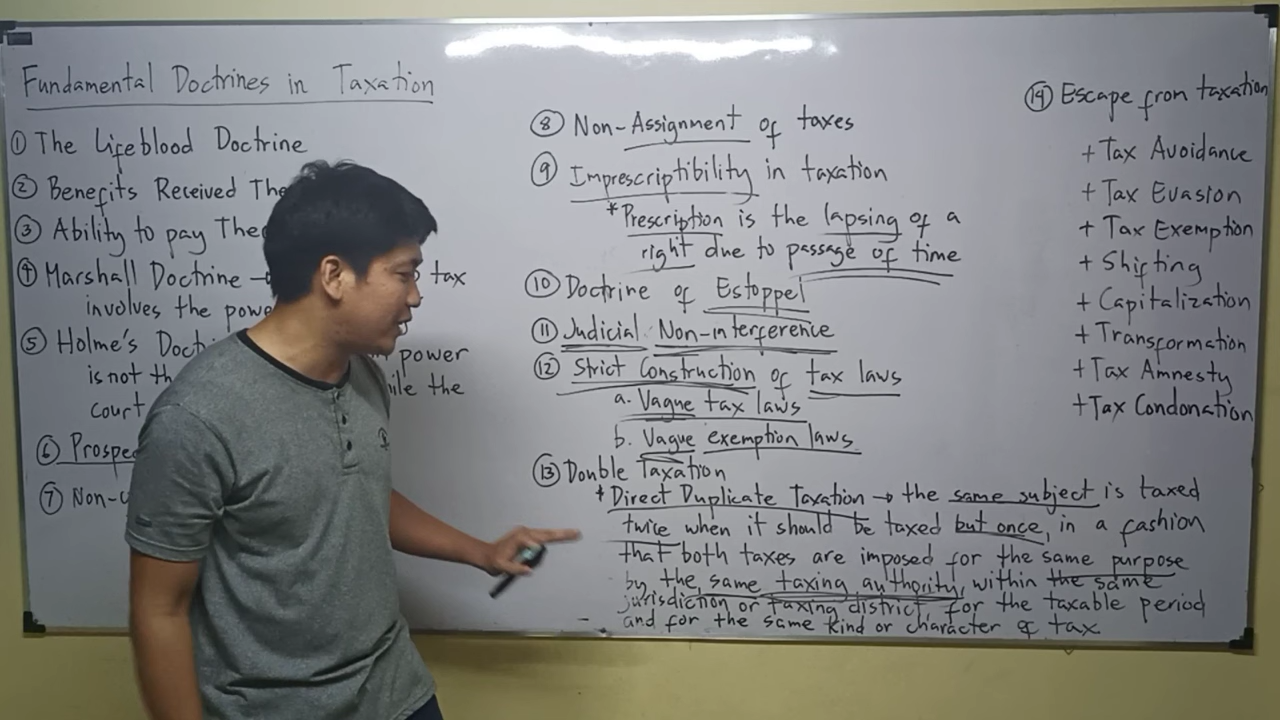 Fundamental Doctrines in Taxation
① The Lifeblood Doctrine
② Benefits Received The
③ Ability to pay The
④ Marshall Doctrine → tax
involves the pow
⑤ Holme's Doct power
is not th ile the
court
⑥ Prospe
⑦ Non-
⑧ Non-Assignment of taxes
⑨ Imprescriptibility in taxation
*Prescription is the lapsing of a
right due to passage of time
⑩ Doctrine of Estoppel
⑪ Judicial Non-interference
⑫ Strict Construction of tax laws
a. Vague tax laws
b. Vague exemption laws
⑬ Double Taxation
* Direct Duplicate Taxation → the same subject is taxed
twice when it should be taxed but once, in a fashion
that both taxes are imposed for the same purpose
by the same taxing authority, within the same
jurisdiction or taxing district, for the taxable period
and for the same kind or character of tax
⑭ Escape from taxation
+ Tax Avoidance
+ Tax Evasion
+ Tax Exemption
+ Shifting
+ Capitalization
+ Transformation
+ Tax Amnesty
+ Tax Condonation